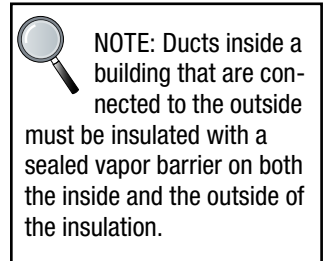 NOTE: Ducts inside a
building that are con-
nected to the outside
must be insulated with a
sealed vapor barrier on both
the inside and the outside of
the insulation.